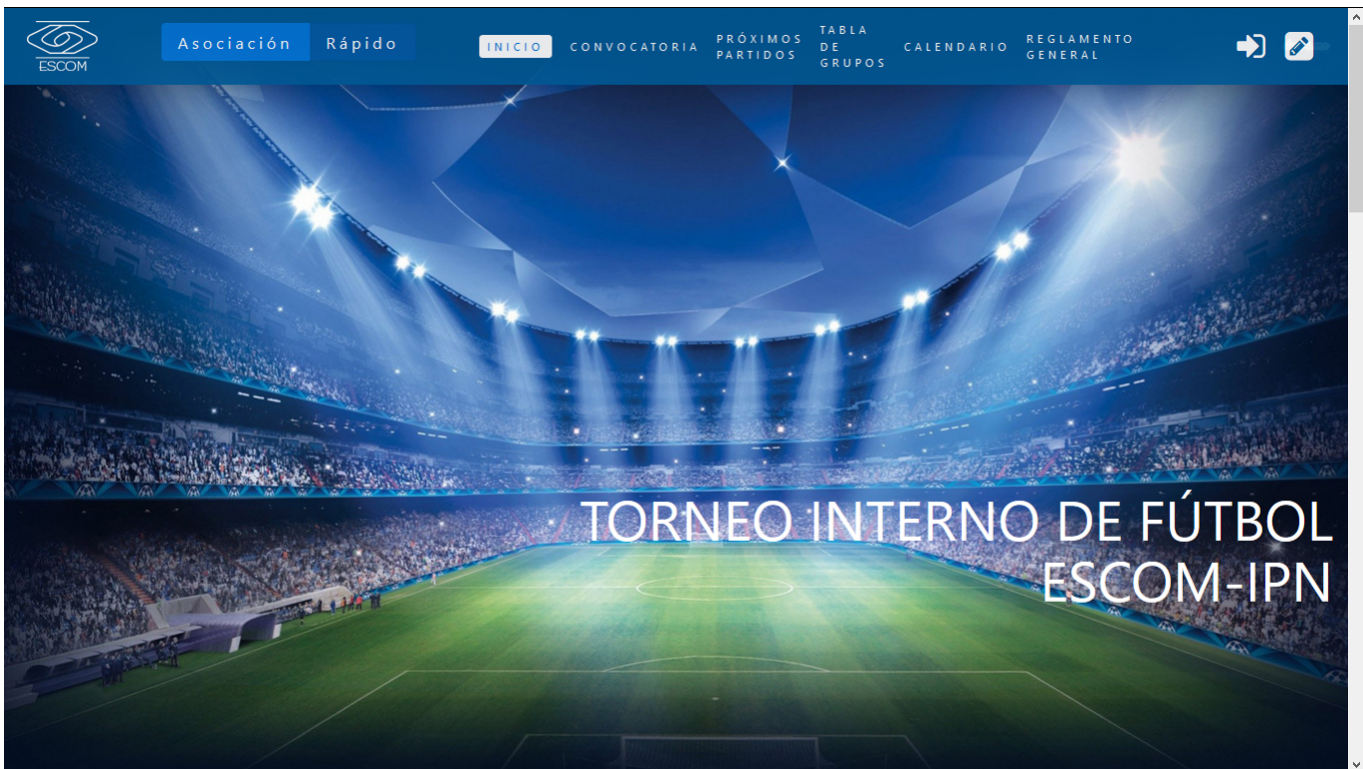 ESCOM
Asociación
Rápido
INICIO
CONVOCATORIA
PRÓXIMOS
PARTIDOS
TABLA
DE
GRUPOS
CALENDARIO
REGLAMENTO
GENERAL
TORNEO INTERNO DE FÚTBOL
ESCOM-IPN